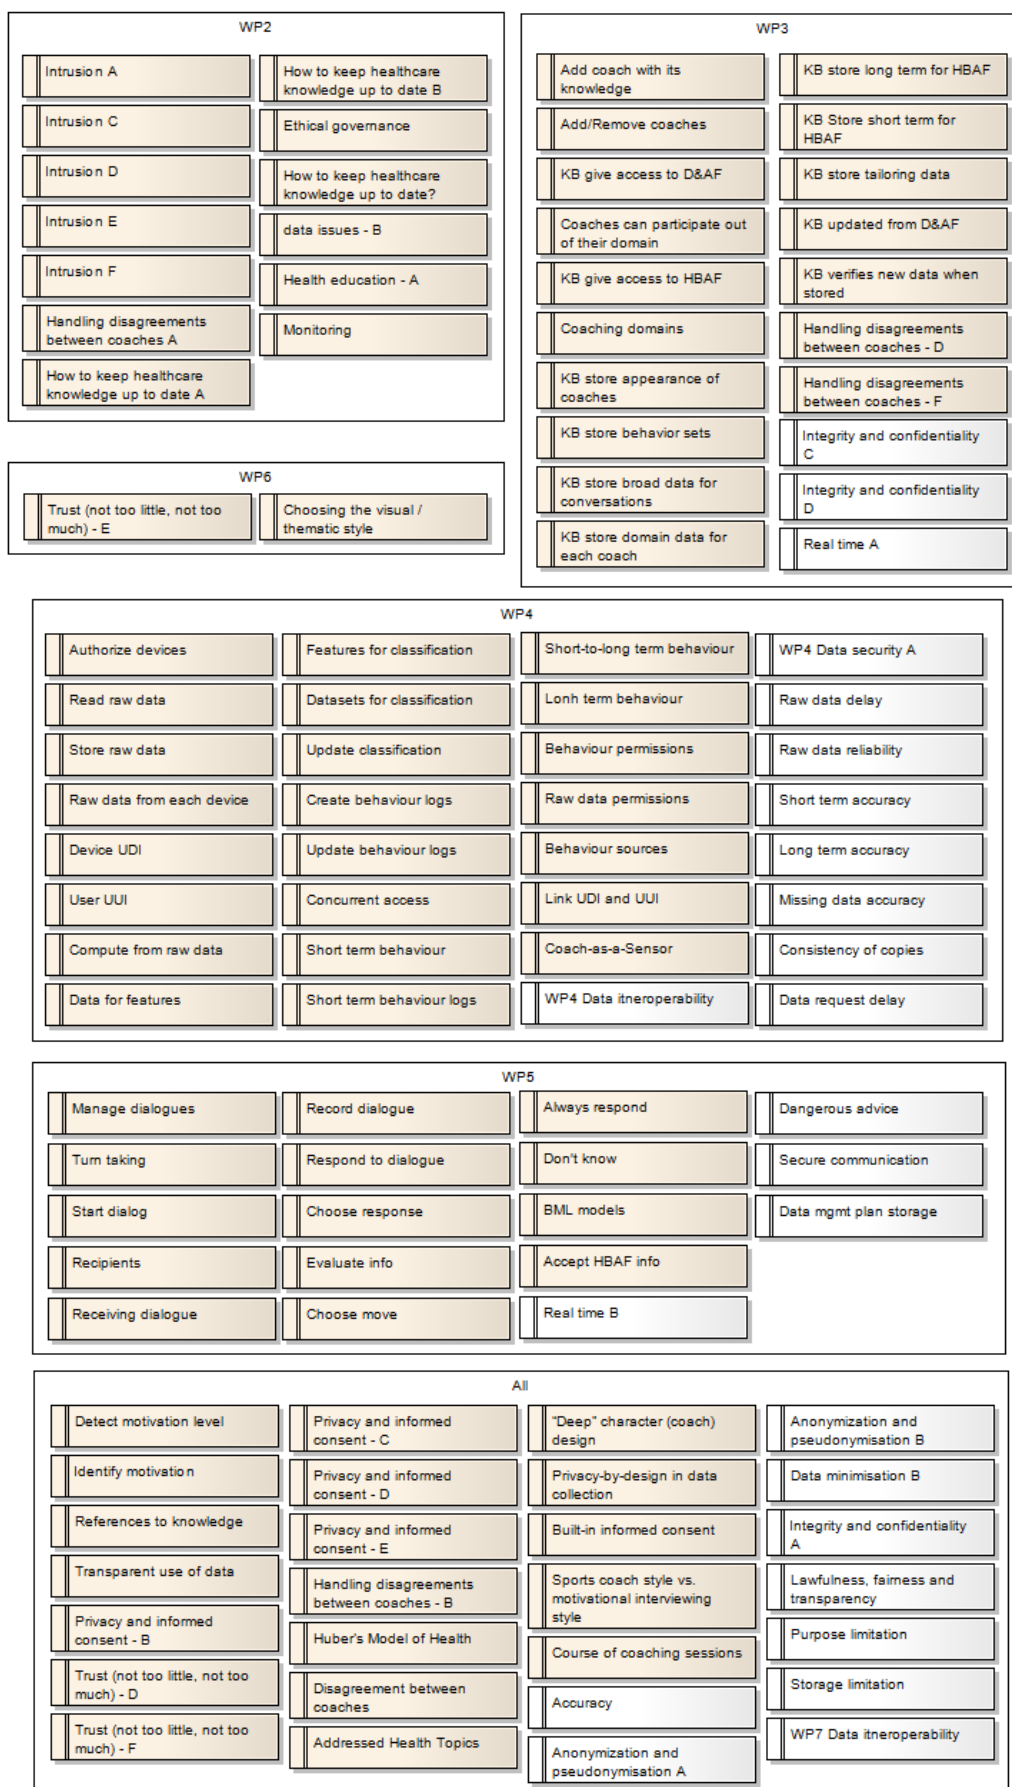 WP2
Intrusion A
Intrusion C
Intrusion D
Intrusion E
Intrusion F
Handling disagreements
between coaches A
How to keep healthcare
knowledge up to date A
How to keep healthcare
knowledge up to date B
Ethical governance
How to keep healthcare
knowledge up to date?
data issues - B
Health education - A
Monitoring
WP3
Add coach with its
knowledge
Add/Remove coaches
KB give access to D&AF
Coaches can participate out
of their domain
KB give access to HBAF
Coaching domains
KB store appearance of
coaches
KB store behavior sets
KB store broad data for
conversations
KB store domain data for
each coach
KB store long term for HBAF
KB Store short term for
HBAF
KB store tailoring data
KB updated from D&AF
KB verifies new data when
stored
Handling disagreements
between coaches - D
Handling disagreements
between coaches - F
Integrity and confidentiality
C
Integrity and confidentiality
D
Real time A
WP6
Trust (not too little, not too
much) - E
Choosing the visual /
thematic style
WP4
Authorize devices
Read raw data
Store raw data
Raw data from each device
Device UDI
User UUI
Compute from raw data
Data for features
Features for classification
Datasets for classification
Update classification
Create behaviour logs
Update behaviour logs
Concurrent access
Short term behaviour
Short term behaviour logs
Short-to-long term behaviour
Lonh term behaviour
Behaviour permissions
Raw data permissions
Behaviour sources
Link UDI and UUI
Coach-as-a-Sensor
WP4 Data itneroperability
WP4 Data security A
Raw data delay
Raw data reliability
Short term accuracy
Long term accuracy
Missing data accuracy
Consistency of copies
Data request delay
WP5
Manage dialogues
Turn taking
Start dialog
Recipients
Receiving dialogue
Record dialogue
Respond to dialogue
Choose response
Evaluate info
Choose move
Always respond
Don't know
BML models
Accept HBAF info
Real time B
Dangerous advice
Secure communication
Data mgmt plan storage
All
Detect motivation level
Identify motivation
References to knowledge
Transparent use of data
Privacy and informed
consent - B
Trust (not too little, not too
much) - D
Trust (not too little, not too
much) - F
Privacy and informed
consent - C
Privacy and informed
consent - D
Privacy and informed
consent - E
Handling disagreements
between coaches - B
Huber's Model of Health
Disagreement between
coaches
Addressed Health Topics
"Deep" character (coach)
design
Privacy-by-design in data
collection
Built-in informed consent
Sports coach style vs.
motivational interviewing
style
Course of coaching sessions
Accuracy
Anonymization and
pseudonymisation A
Anonymization and
pseudonymisation B
Data minimisation B
Integrity and confidentiality
A
Lawfulness, fairness and
transparency
Purpose limitation
Storage limitation
WP7 Data itneroperability